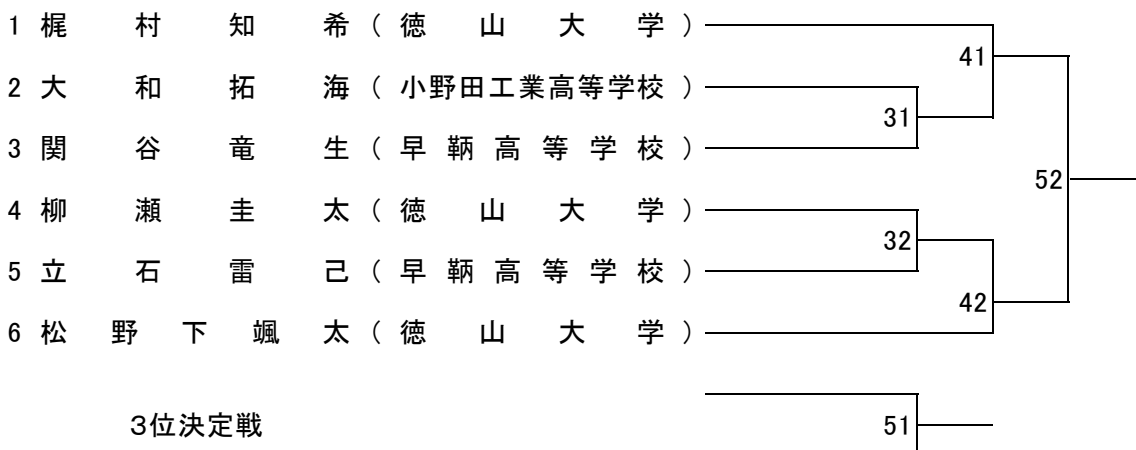 1 梶村知希（徳山大学）
41
2 大和拓海（小野田工業高等学校）
31
3 関谷竜生（早鞆高等学校）
52
4 柳瀬圭太（徳山大学）
32
5 立石雷己（早鞆高等学校）
42
6 松野下颯太（徳山大学）
3位決定戦
51